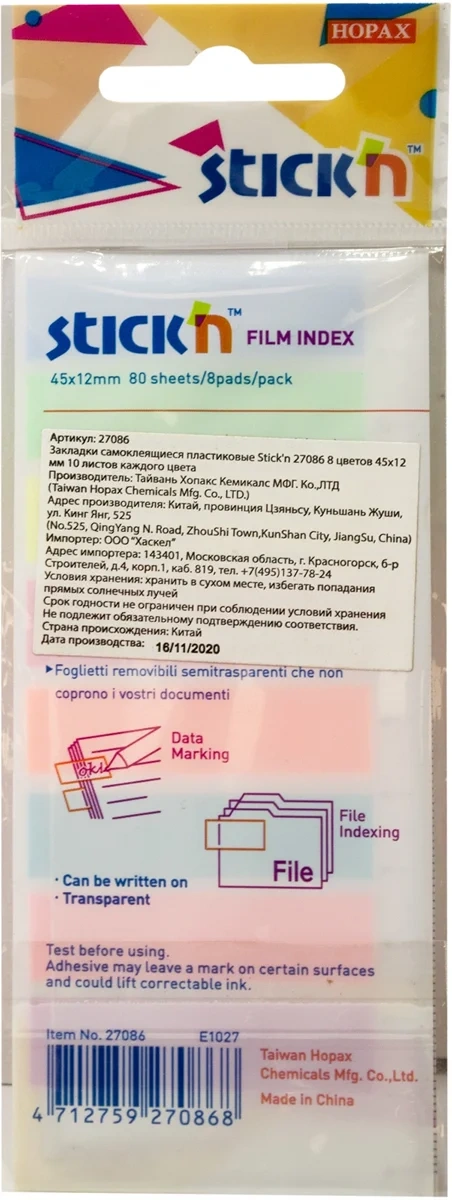 HOPAX
STICK'n™
STICK'n™ FILM INDEX
45x12mm 80 sheets/8pads/pack
Артикул: 27086
Закладки самоклеящиеся пластиковые Stick'n 27086 8 цветов 45x12
мм 10 листов каждого цвета
Производитель: Тайвань Хопакс Кемикалс МФГ. Ко.,ЛТД
(Taiwan Hopax Chemicals Mfg. Co., LTD.)
Адрес производителя: Китай, провинция Цзяньсу, Куньшань Жуши,
ул. Кинг Янг, 525
(No.525, QingYang N. Road, ZhouShi Town,KunShan City, JiangSu, China)
Импортер: ООО "Хаскел"
Адрес импортера: 143401, Московская область, г. Красногорск, б-р
Строителей, д.4, корп.1, каб. 819, тел. +7(495)137-78-24
Условия хранения: хранить в сухом месте, избегать попадания
прямых солнечных лучей
Срок годности не ограничен при соблюдении условий хранения
Не подлежит обязательному подтверждению соответствия.
Страна происхождения: Китай
Дата производства: 16/11/2020
▸Foglietti removibili semitrasparenti che non
coprono i vostri documenti
Data
Marking
ok!
File
Indexing
File
· Can be written on
· Transparent
Test before using.
Adhesive may leave a mark on certain surfaces
and could lift correctable ink.
Item No. 27086 E1027
4 712759 270868
Taiwan Hopax
Chemicals Mfg. Co.,Ltd.
Made in China